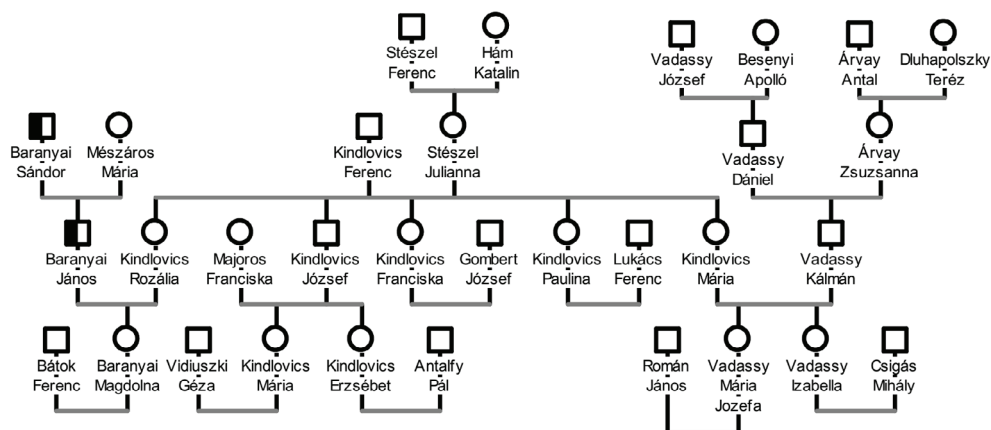 Stészel
Ferenc
Hám
Katalin
Vadassy
József
Besenyi
Apolló
Árvay
Antal
Dluhapolszky
Teréz
Baranyai
Sándor
Mészáros
Mária
Kindlovics
Ferenc
Stészel
Julianna
Vadassy
Dániel
Árvay
Zsuzsanna
Baranyai
János
Kindlovics
Rozália
Majoros
Franciska
Kindlovics
József
Kindlovics
Franciska
Gombert
József
Kindlovics
Paulina
Lukács
Ferenc
Kindlovics
Mária
Vadassy
Kálmán
Bátok
Ferenc
Baranyai
Magdolna
Vidiuszki
Géza
Kindlovics
Mária
Kindlovics
Erzsébet
Antalfy
Pál
Román
János
Vadassy
Mária
Jozefa
Vadassy
Izabella
Csigás
Mihály